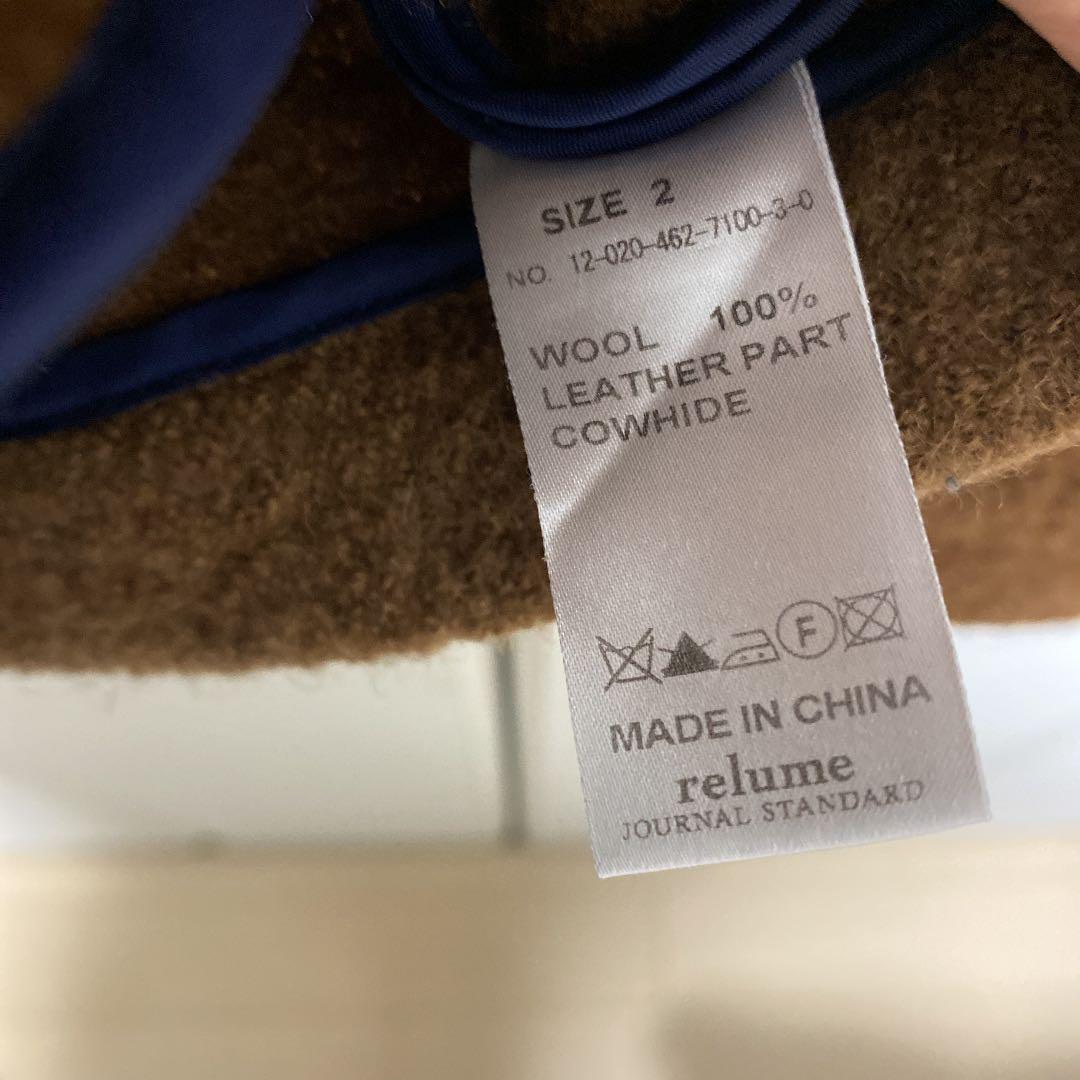 SIZE 2
NO. 12-020-462-7100-3-0
WOOL 100%
LEATHER PART
COWHIDE
F
MADE IN CHINA
relume
JOURNAL STANDARD